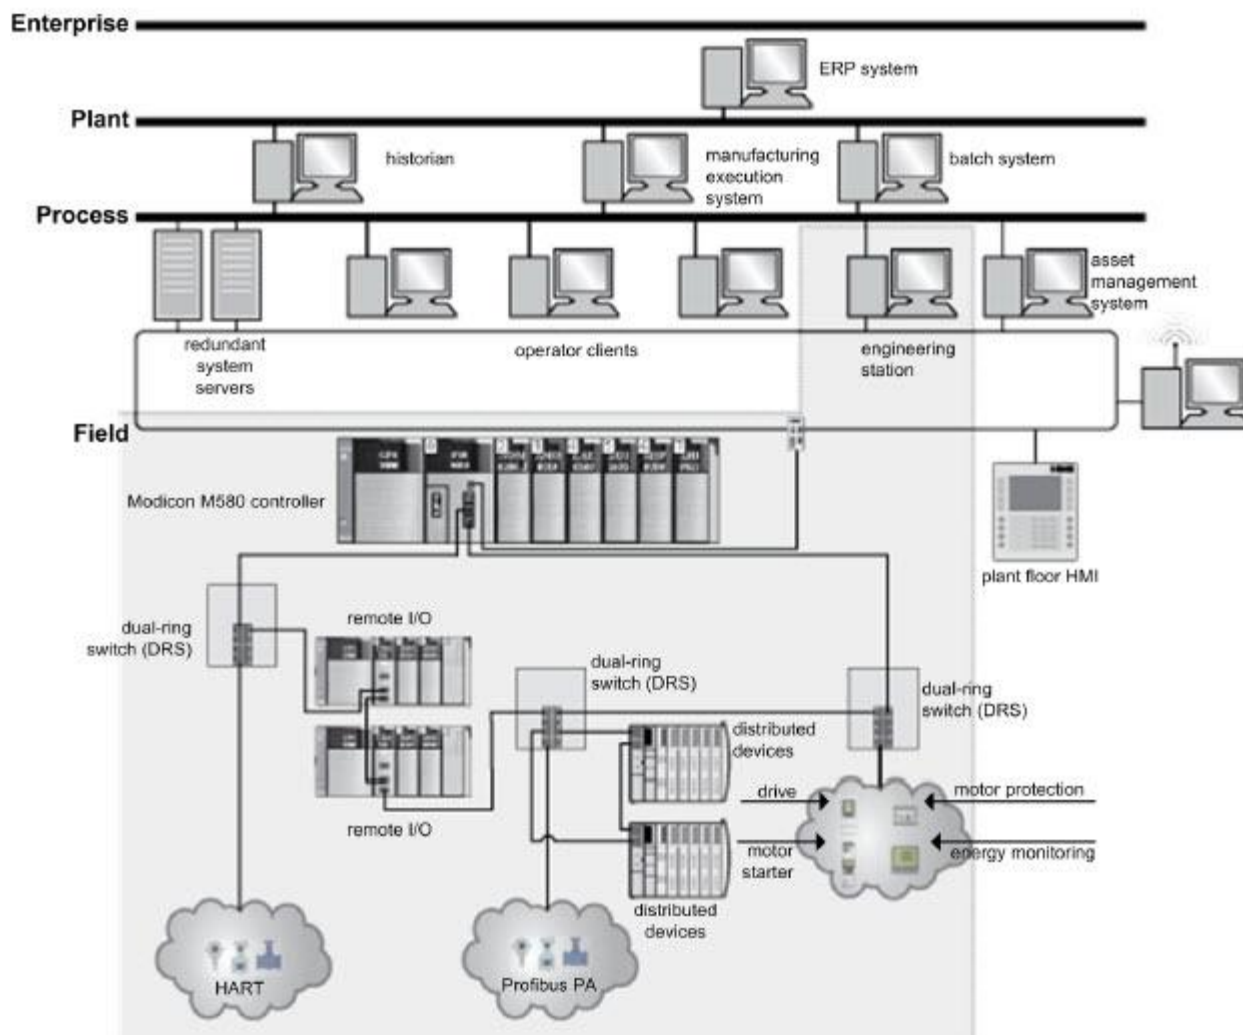 Enterprise
ERP system
Plant
historian
manufacturing
execution
system
batch system
Process
asset
management
system
redundant
system
servers
operator clients
engineering
station
Field
Modicon M580 controller
plant floor HMI
dual-ring
switch (DRS)
remote I/O
dual-ring
switch (DRS)
dual-ring
switch (DRS)
distributed
devices
drive
motor protection
remote I/O
motor
starter
energy monitoring
distributed
devices
HART
Profibus PA